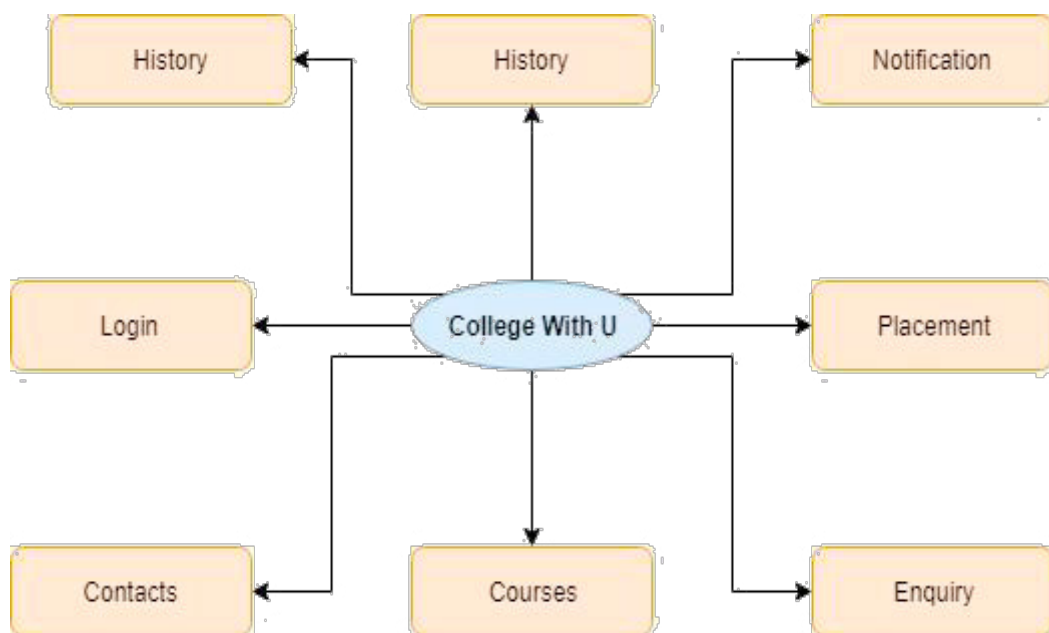 History
History
Notification
Login
College With U
Placement
Contacts
Courses
Enquiry